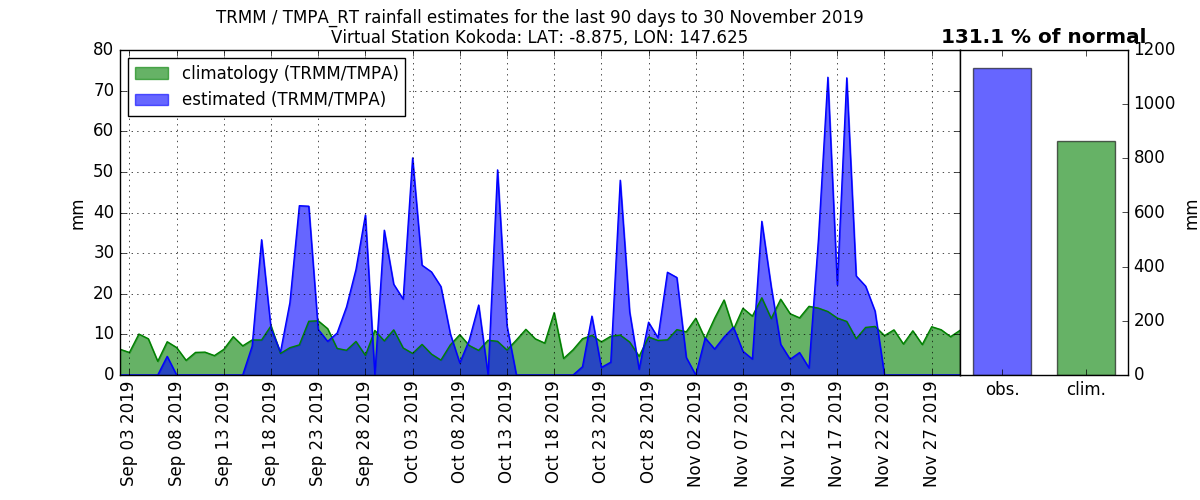 TRMM / TMPA_RT rainfall estimates for the last 90 days to 30 November 2019
Virtual Station Kokoda: LAT: -8.875, LON: 147.625
131.1 % of normal
climatology (TRMM/TMPA)
estimated (TRMM/TMPA)
80
70
60
50
40
30
20
10
0
mm
1200
1000
800
600
400
200
0
mm
obs.
clim.
Sep 03 2019
Sep 08 2019
Sep 13 2019
Sep 18 2019
Sep 23 2019
Sep 28 2019
Oct 03 2019
Oct 08 2019
Oct 13 2019
Oct 18 2019
Oct 23 2019
Oct 28 2019
Nov 02 2019
Nov 07 2019
Nov 12 2019
Nov 17 2019
Nov 22 2019
Nov 27 2019